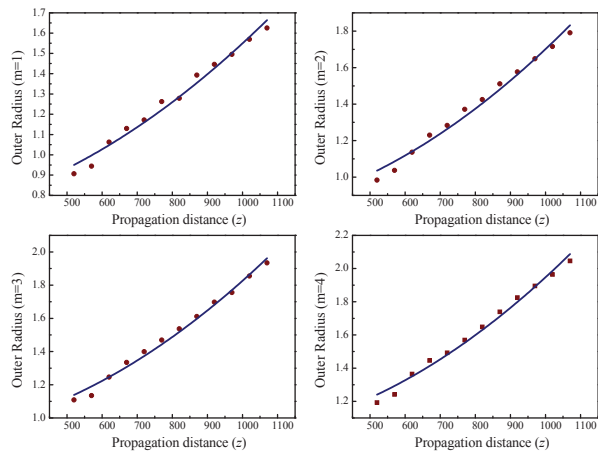 1.7
1.6
1.5
1.4
1.3
1.2
1.1
1.0
0.9
0.8
500 600 700 800 900 1000 1100
Outer Radius (m=1)
Propagation distance (z)
1.8
1.6
1.4
1.2
1.0
500 600 700 800 900 1000 1100
Outer Radius (m=2)
Propagation distance (z)
2.0
1.8
1.6
1.4
1.2
1.0
500 600 700 800 900 1000 1100
Outer Radius (m=3)
Propagation distance (z)
2.2
2.0
1.8
1.6
1.4
1.2
1.0
500 600 700 800 900 1000 1100
Outer Radius (m=4)
Propagation distance (z)